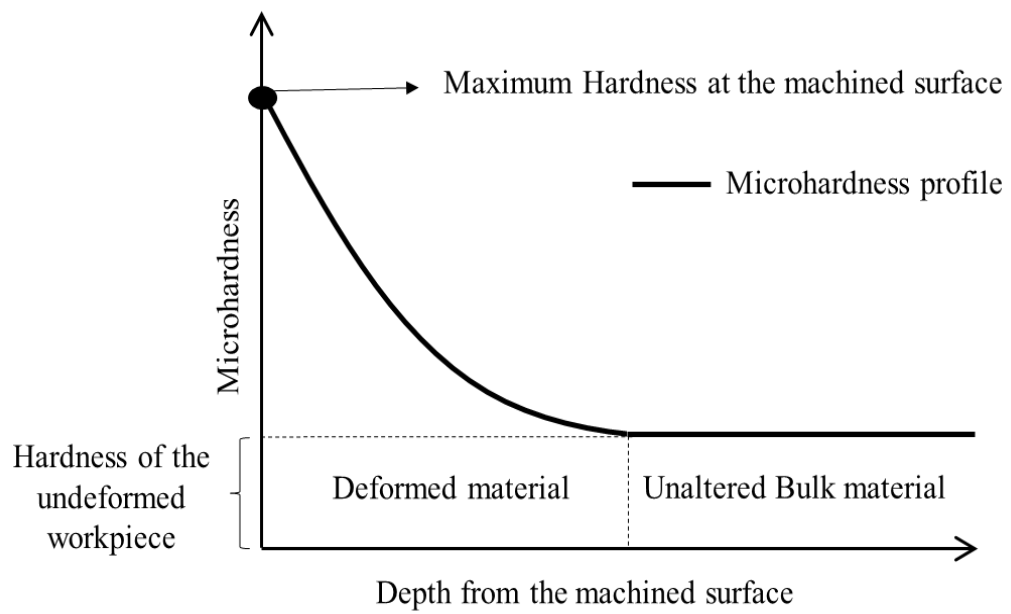 Maximum Hardness at the machined surface
Microhardness profile
Microhardness
Hardness of the
undeformed
workpiece
Deformed material
Unaltered Bulk material
Depth from the machined surface